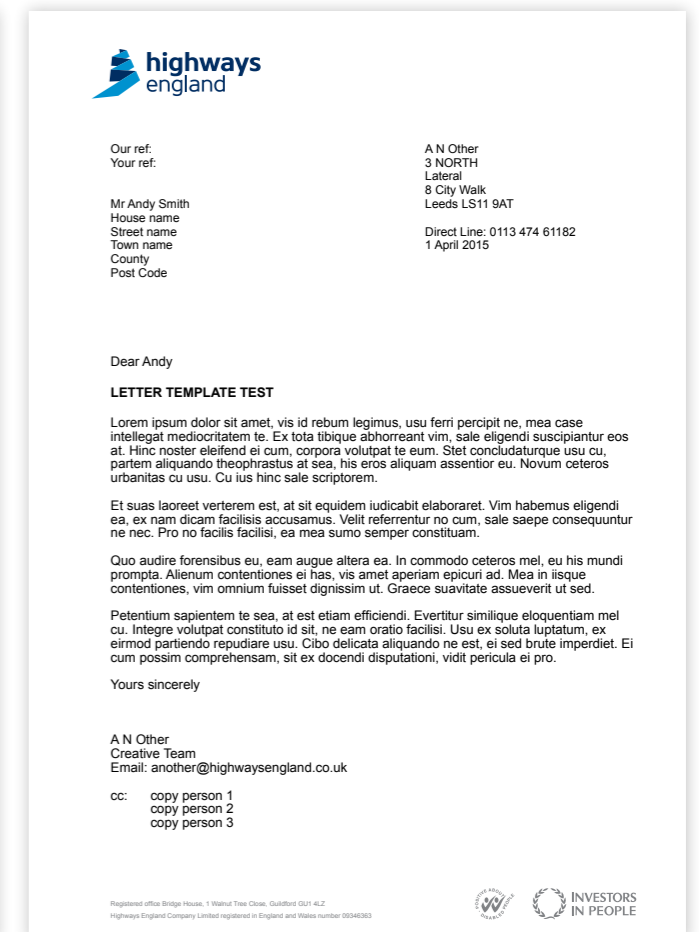 highways
england
Our ref:
Your ref:
A N Other
3 NORTH
Lateral
8 City Walk
Leeds LS11 9AT
Direct Line: 0113 474 61182
1 April 2015
Mr Andy Smith
House name
Street name
Town name
County
Post Code
Dear Andy
LETTER TEMPLATE TEST
Lorem ipsum dolor sit amet, vis id rebum legimus, usu ferri percipit ne, mea case
intellegat mediocritatem te. Ex tota tibique abhorreant vim, sale eligendi suscipiantur eos
at. Hinc noster eleifend ei cum, corpora volutpat te eum. Stet concludaturque usu cu,
partem aliquando theophrastus at sea, his eros aliquam assentior eu. Novum ceteros
urbanitas cu usu. Cu ius hinc sale scriptorem.
Et suas laoreet verterem est, at sit equidem iudicabit elaboraret. Vim habemus eligendi
ea, ex nam dicam facilisis accusamus. Velit referrentur no cum, sale saepe consequuntur
ne nec. Pro no facilis facilisi, ea mea sumo semper constituam.
Quo audire forensibus eu, eam augue altera ea. In commodo ceteros mel, eu his mundi
prompta. Alienum contentiones ei has, vis amet aperiam epicuri ad. Mea in iisque
contentiones, vim omnium fuisset dignissim ut. Graece suavitate assueverit ut sed.
Petentium sapientem te sea, at est etiam efficiendi. Evertitur similique eloquentiam mel
cu. Integre volutpat constituto id sit, ne eam oratio facilisi. Usu ex soluta luptatum, ex
eirmod partiendo repudiare usu. Cibo delicata aliquando ne est, ei sed brute imperdiet. Ei
cum possim comprehensam, sit ex docendi disputationi, vidit pericula ei pro.
Yours sincerely
A N Other
Creative Team
Email: another@highwaysengland.co.uk
cc: copy person 1
copy person 2
copy person 3
Registered office Bridge House, 1 Walnut Tree Close, Guildford GU1 4LZ
Highways England Company Limited registered in England and Wales number 09346363
POSITIVE ABOUT
DISABLED PEOPLE
INVESTORS
IN PEOPLE